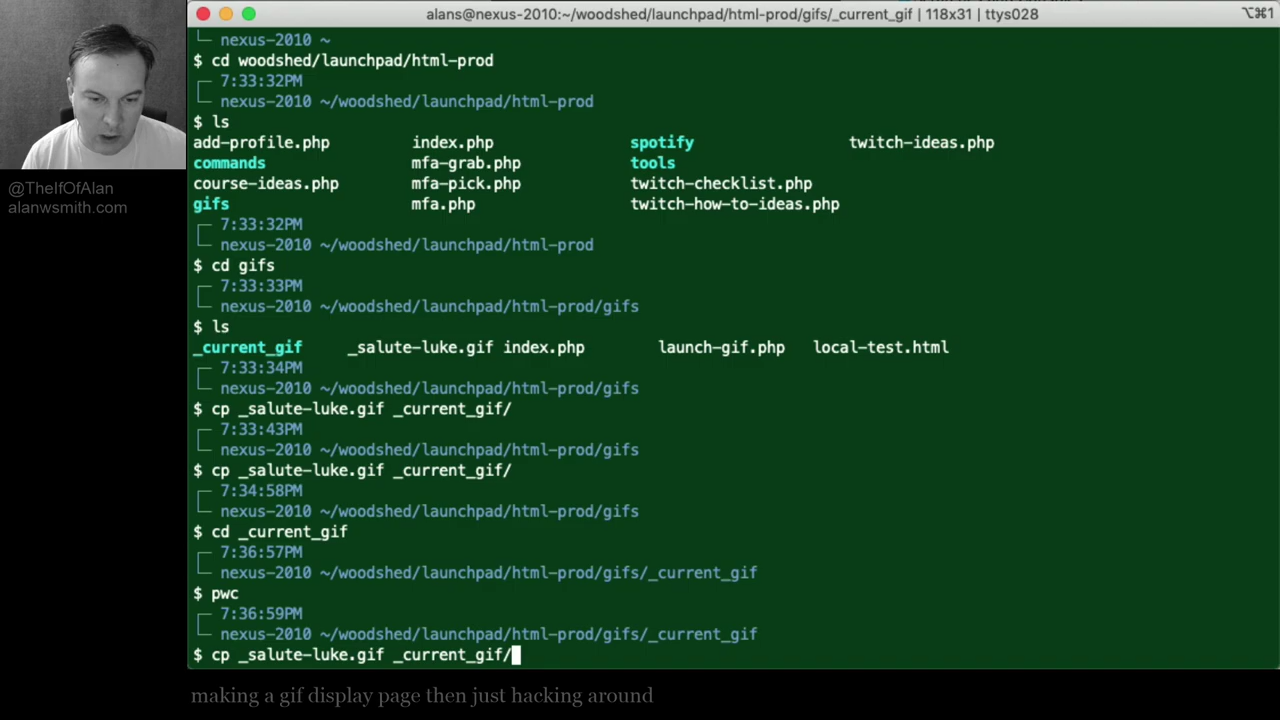 alans@nexus-2010:~/woodshed/launchpad/html-prod/gifs/_current_gif | 118x31 | ttys028
⌥⌘1
nexus-2010 ~
$ cd woodshed/launchpad/html-prod
7:33:32PM
nexus-2010 ~/woodshed/launchpad/html-prod
$ ls
add-profile.php index.php spotify twitch-ideas.php
commands mfa-grab.php tools
course-ideas.php mfa-pick.php twitch-checklist.php
gifs mfa.php twitch-how-to-ideas.php
7:33:32PM
nexus-2010 ~/woodshed/launchpad/html-prod
$ cd gifs
7:33:33PM
nexus-2010 ~/woodshed/launchpad/html-prod/gifs
$ ls
_current_gif _salute-luke.gif index.php launch-gif.php local-test.html
7:33:34PM
nexus-2010 ~/woodshed/launchpad/html-prod/gifs
$ cp _salute-luke.gif _current_gif/
7:33:43PM
nexus-2010 ~/woodshed/launchpad/html-prod/gifs
$ cp _salute-luke.gif _current_gif/
7:34:58PM
nexus-2010 ~/woodshed/launchpad/html-prod/gifs
$ cd _current_gif
7:36:57PM
nexus-2010 ~/woodshed/launchpad/html-prod/gifs/_current_gif
$ pwc
7:36:59PM
nexus-2010 ~/woodshed/launchpad/html-prod/gifs/_current_gif
$ cp _salute-luke.gif _current_gif/
@TheIfOfAlan
alanwsmith.com
making a gif display page then just hacking around